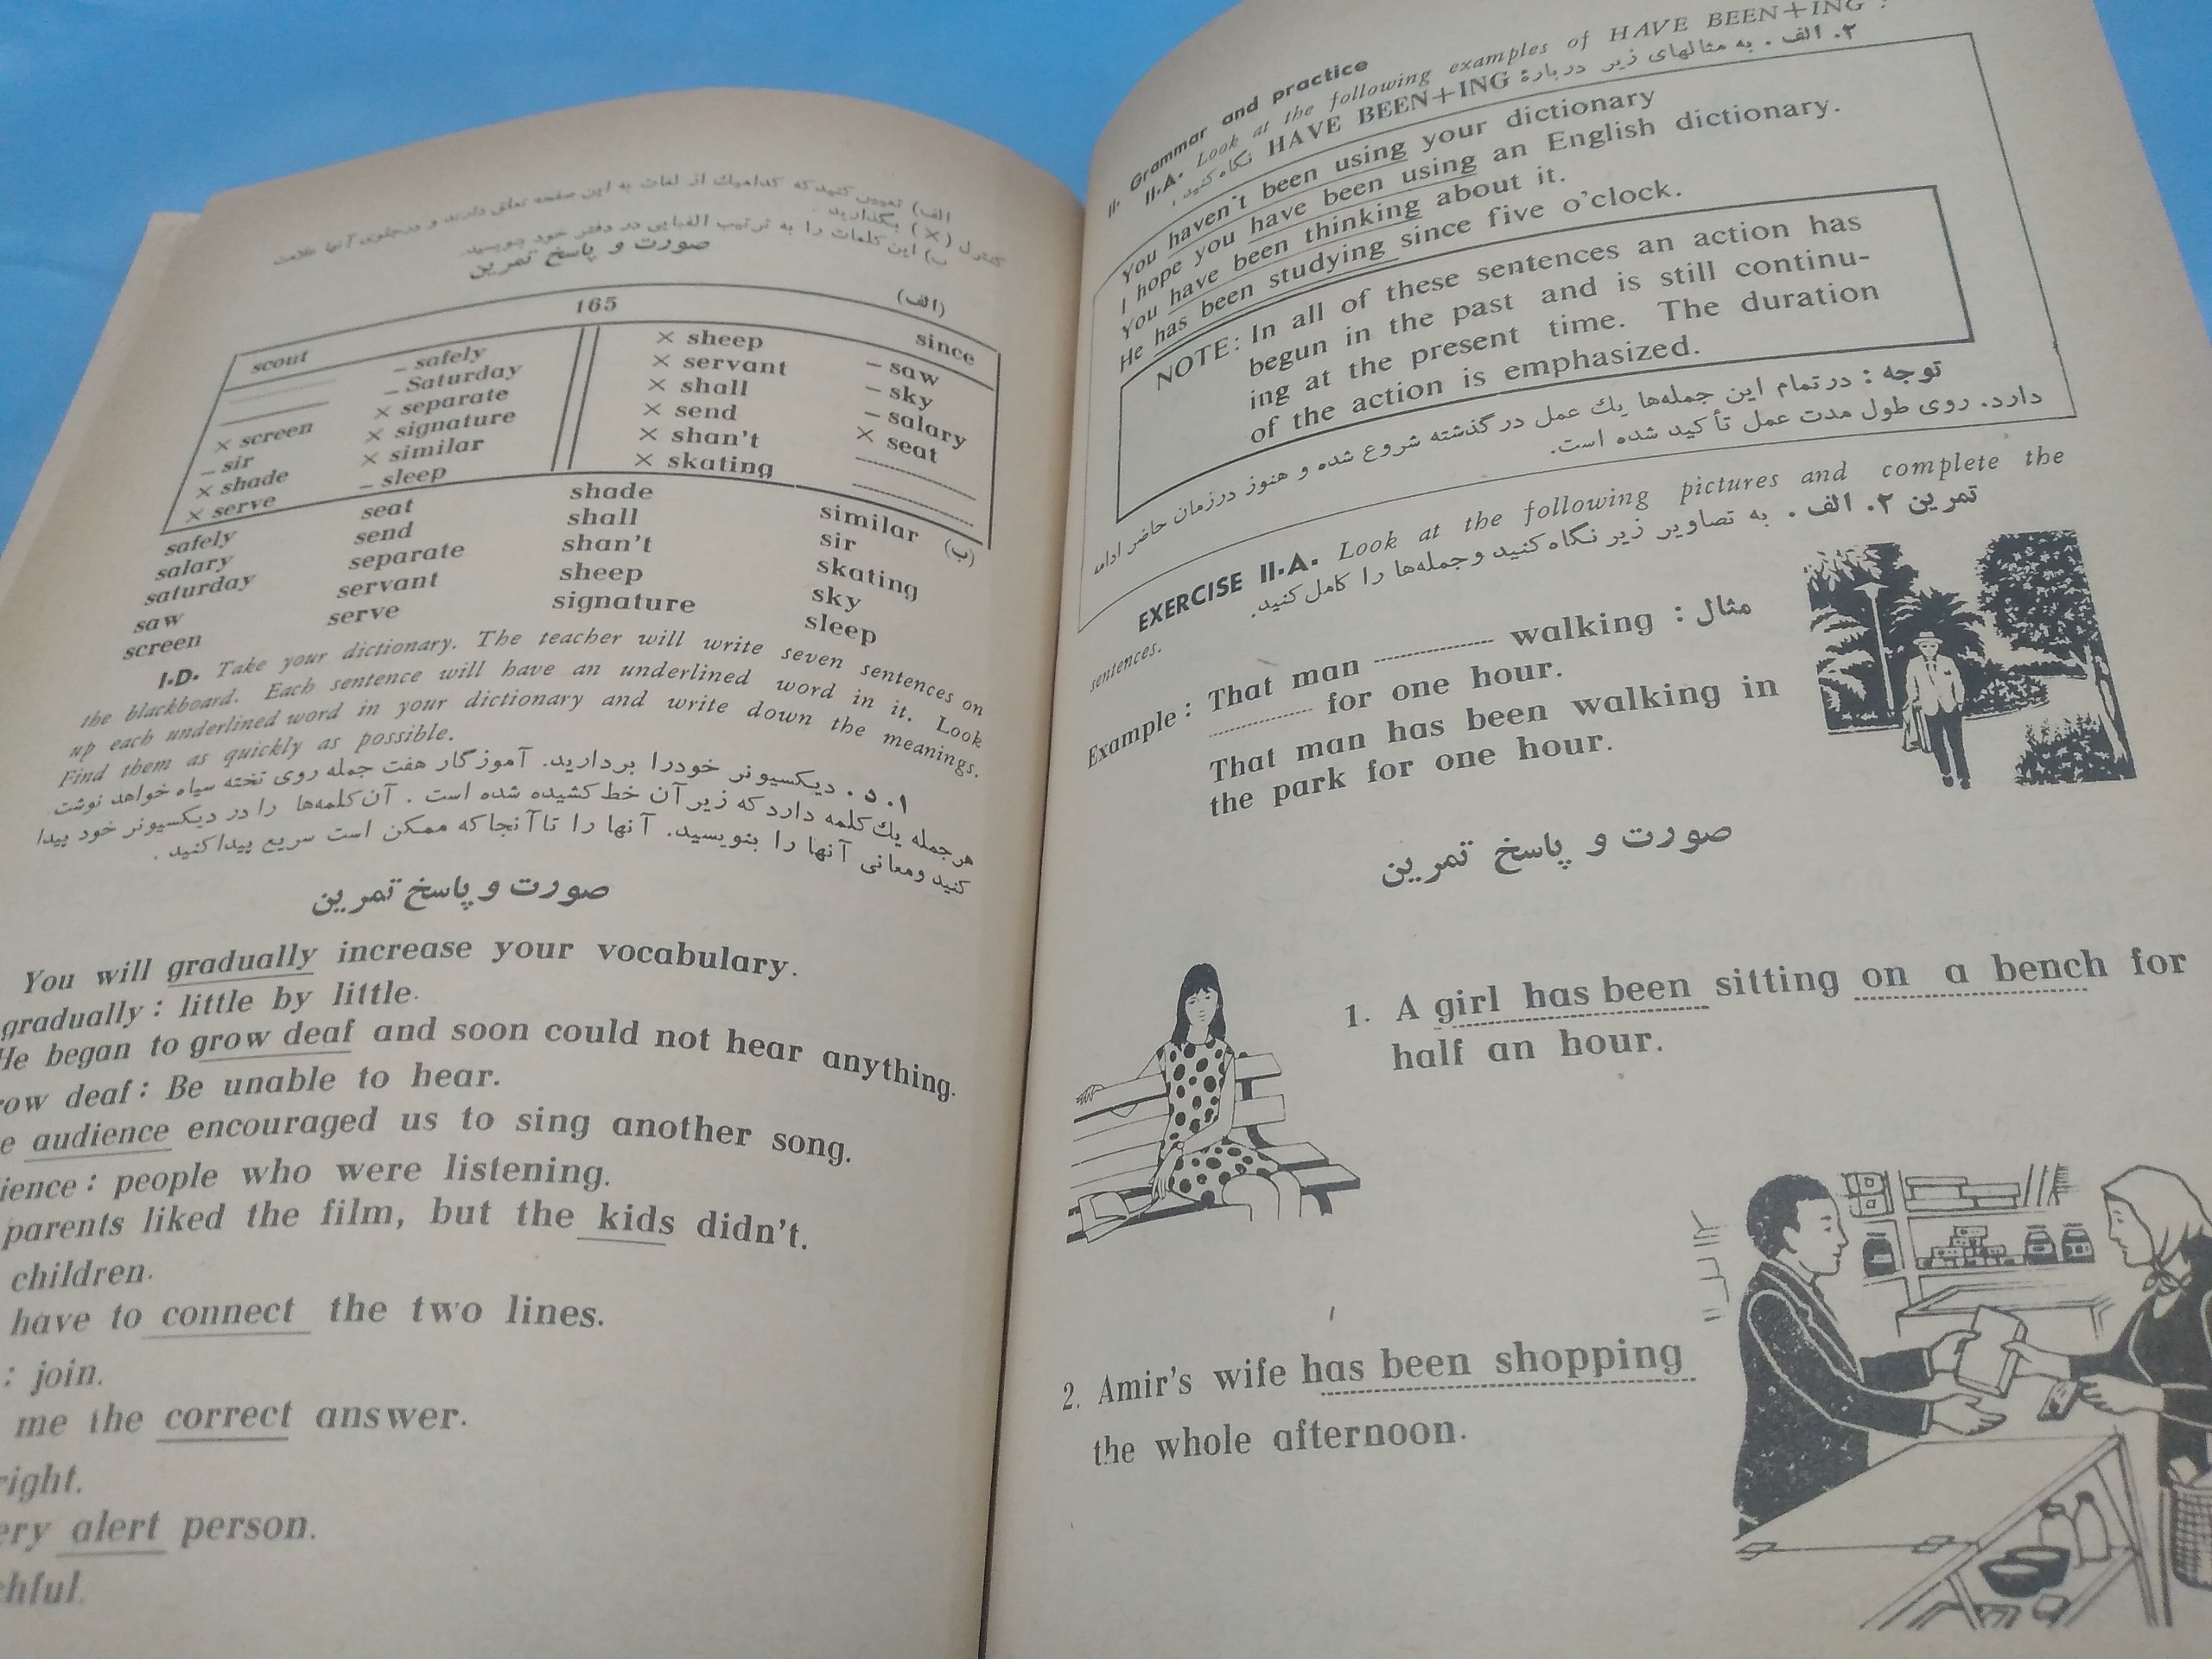 الف) تعیین کنید که کدامیك از لغات به این صفحه تعلق دارند و درجلوی آنها علامت
کنترل (×) بگذارید.
ب) این کلمات را به ترتیب الفبایی در دفتر خود بنویسید.
صورت و پاسخ تمرین
165 (الف)
scout since
– safely × sheep – saw
– Saturday × servant – sky
× separate × shall – salary
× screen × signature × send × seat
– sir × similar × shan't
× shade – sleep × skating
× serve
(ب)
safely seat shade similar
salary send shall sir
saturday separate shan't skating
saw servant sheep sky
screen serve signature sleep
I.D. Take your dictionary. The teacher will write seven sentences on
the blackboard. Each sentence will have an underlined word in it. Look
up each underlined word in your dictionary and write down the meanings.
Find them as quickly as possible.
۱. د. دیکسیونر خودرا بردارید. آموزگار هفت جمله روی تخته سیاه خواهد نوشت
هرجمله یك کلمه دارد که زیر آن خط کشیده شده است. آن کلمه‌ها را در دیکسیونر خود پیدا
کنید ومعانی آنها را بنویسید. آنها را تا آنجا که ممکن است سریع پیدا کنید.
صورت و پاسخ تمرین
You will gradually increase your vocabulary.
gradually : little by little.
He began to grow deaf and soon could not hear anything.
row deaf : Be unable to hear.
e audience encouraged us to sing another song.
ience : people who were listening.
parents liked the film, but the kids didn't.
children.
have to connect the two lines.
: join.
me the correct answer.
right.
ery alert person.
chful.
II. Grammar and practice
II.A. Look at the following examples of HAVE BEEN+ING :
۲. الف. به مثالهای زیر دربارهٔ HAVE BEEN+ING نگاه کنید.
You haven't been using your dictionary
I hope you have been using an English dictionary.
You have been thinking about it.
He has been studying since five o'clock.
NOTE: In all of these sentences an action has
begun in the past and is still continu-
ing at the present time. The duration
of the action is emphasized.
توجه : درتمام این جمله‌ها یك عمل در گذشته شروع شده و هنوز درزمان حاضر ادامه
دارد. روی طول مدت عمل تأکید شده است.
EXERCISE II.A. Look at the following pictures and complete the
sentences.
تمرین ۲. الف. به تصاویر زیر نگاه کنید و جمله‌ها را کامل کنید.
Example : That man ............ walking : مثال
............ for one hour.
That man has been walking in
the park for one hour.
صورت و پاسخ تمرین
1. A girl has been sitting on a bench for
half an hour.
2. Amir's wife has been shopping
the whole afternoon.